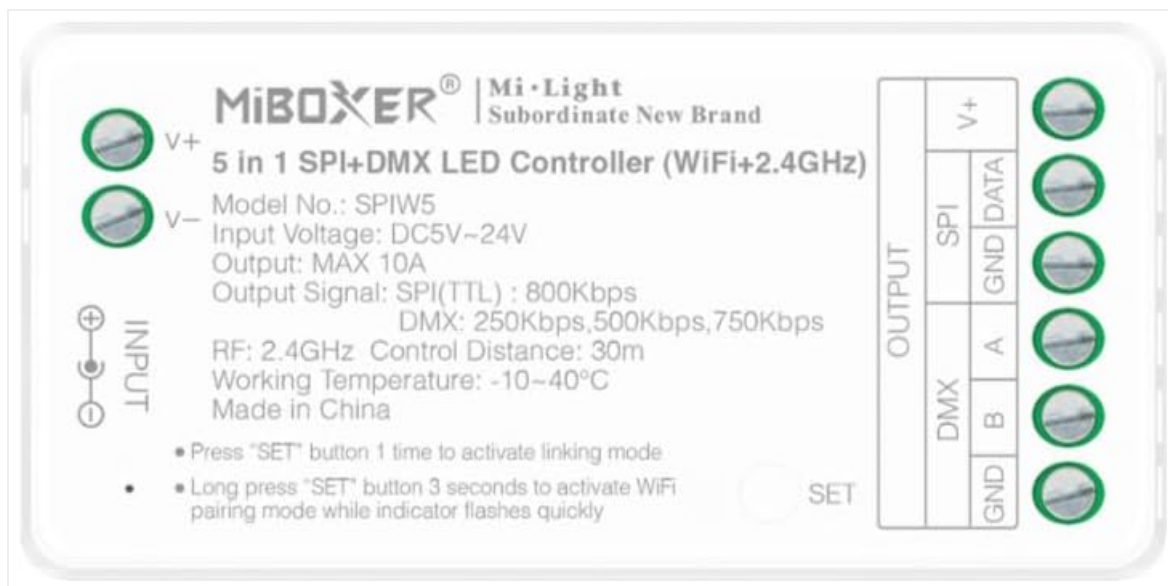 MiBOXER® | Mi·Light
Subordinate New Brand
5 in 1 SPI+DMX LED Controller (WiFi+2.4GHz)
Model No.: SPIW5
Input Voltage: DC5V~24V
Output: MAX 10A
Output Signal: SPI(TTL) : 800Kbps
DMX: 250Kbps,500Kbps,750Kbps
RF: 2.4GHz Control Distance: 30m
Working Temperature: -10~40°C
Made in China
• Press "SET" button 1 time to activate linking mode
• Long press "SET" button 3 seconds to activate WiFi
pairing mode while indicator flashes quickly
V+
V−
INPUT
SET
OUTPUT
V+
SPI
DATA
GND
DMX
A
B
GND